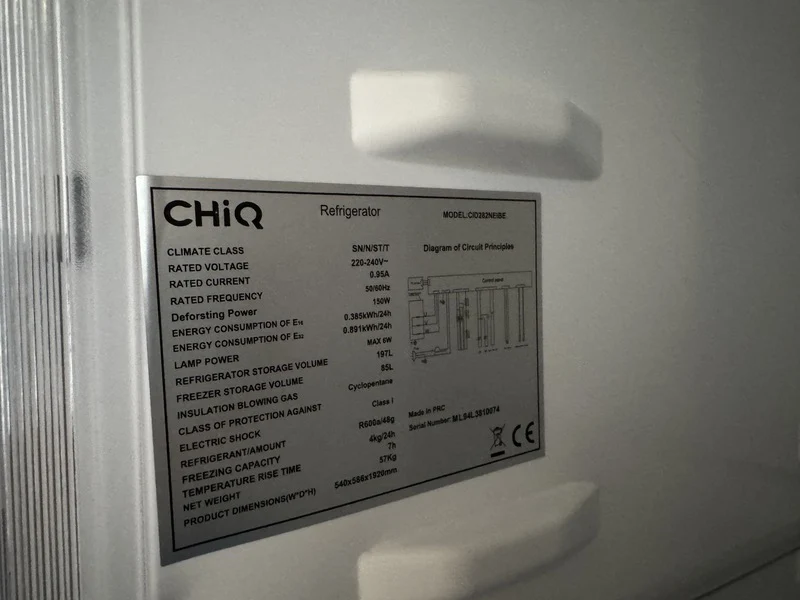 CHiQ Refrigerator MODEL:CID282NEIBE
CLIMATE CLASS SN/N/ST/T
RATED VOLTAGE 220-240V~
RATED CURRENT 0.95A
RATED FREQUENCY 50/60Hz
Deforsting Power 150W
ENERGY CONSUMPTION OF E16 0.385kWh/24h
ENERGY CONSUMPTION OF E32 0.891kWh/24h
LAMP POWER MAX 6W
REFRIGERATOR STORAGE VOLUME 197L
FREEZER STORAGE VOLUME 85L
INSULATION BLOWING GAS Cyclopentane
CLASS OF PROTECTION AGAINST
ELECTRIC SHOCK Class I
REFRIGERANT/AMOUNT R600a/48g
FREEZING CAPACITY 4kg/24h
TEMPERATURE RISE TIME 7h
NET WEIGHT 57Kg
PRODUCT DIMENSIONS(W*D*H) 540x586x1920mm
Diagram of Circuit Principles
Control panel
Made in PRC
Serial Number: ML94L3810074
CE